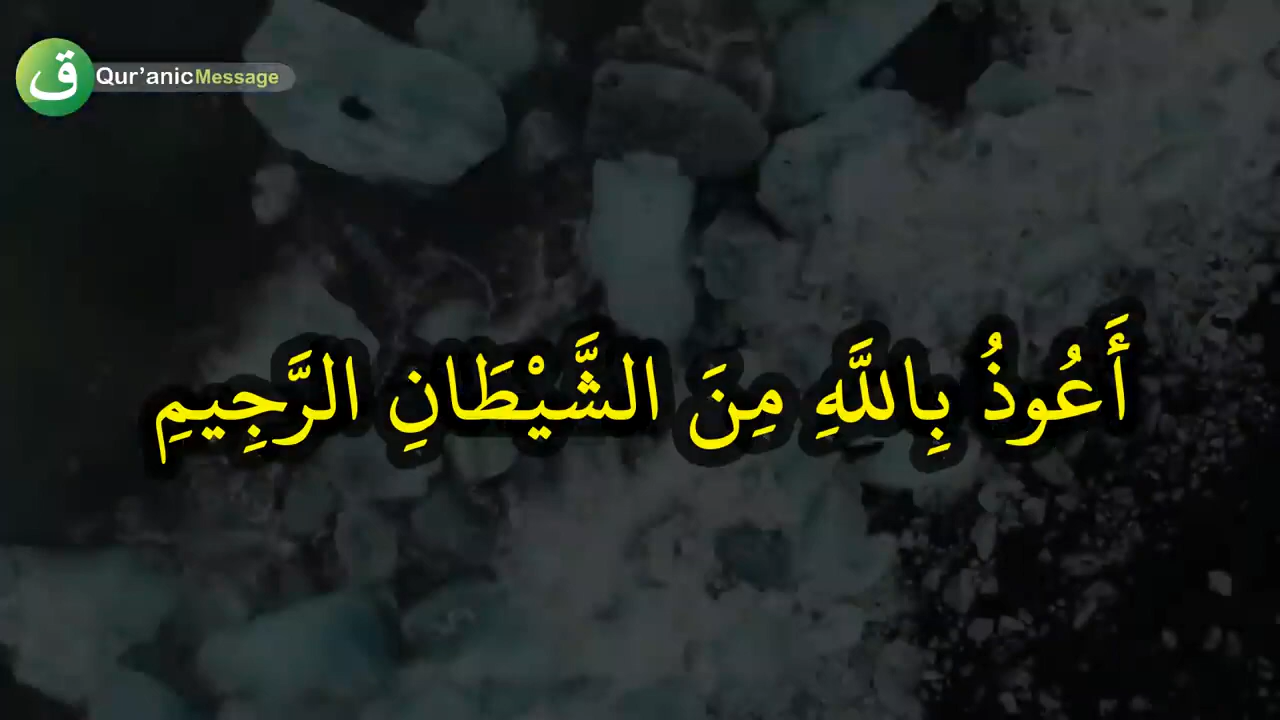 ق Qur’anicMessage
أَعُوذُ بِاللَّهِ مِنَ الشَّيْطَانِ الرَّجِيمِ